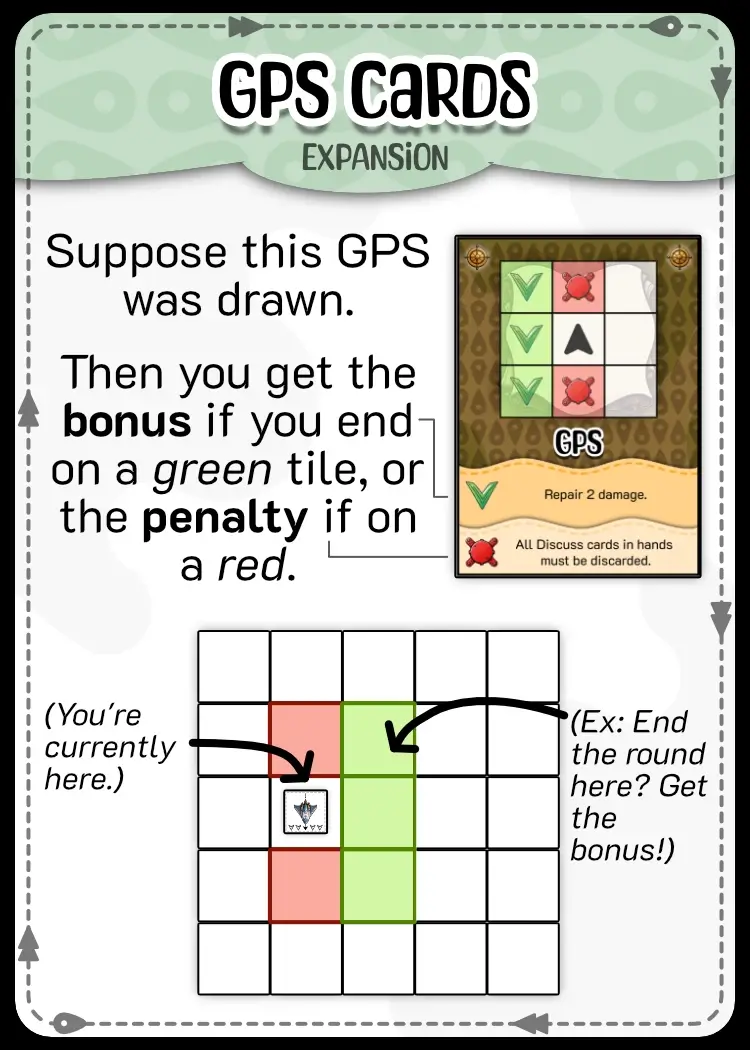 GPS CARDS
EXPANSION
Suppose this GPS
was drawn.
Then you get the
bonus if you end
on a green tile, or
the penalty if on
a red.
GPS
Repair 2 damage.
All Discuss cards in hands
must be discarded.
(You're
currently
here.)
(Ex: End
the round
here? Get
the
bonus!)